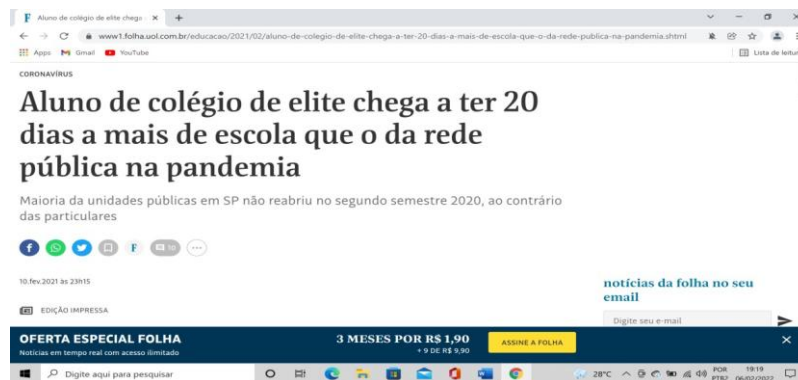 Aluno de colégio de elite chega
www1.folha.uol.com.br/educacao/2021/02/aluno-de-colegio-de-elite-chega-a-ter-20-dias-a-mais-de-escola-que-o-da-rede-publica-na-pandemia.shtml
Apps Gmail YouTube Lista de leitur
CORONAVÍRUS
Aluno de colégio de elite chega a ter 20
dias a mais de escola que o da rede
pública na pandemia
Maioria da unidades públicas em SP não reabriu no segundo semestre 2020, ao contrário
das particulares
10
10.fev.2021 às 23h15
EDIÇÃO IMPRESSA
notícias da folha no seu
email
Digite seu e-mail
OFERTA ESPECIAL FOLHA
Notícias em tempo real com acesso ilimitado
3 MESES POR R$ 1,90
+ 9 DE R$ 9,90
ASSINE A FOLHA
Digite aqui para pesquisar
28°C
POR 19:19
PTB2 06/02/2022